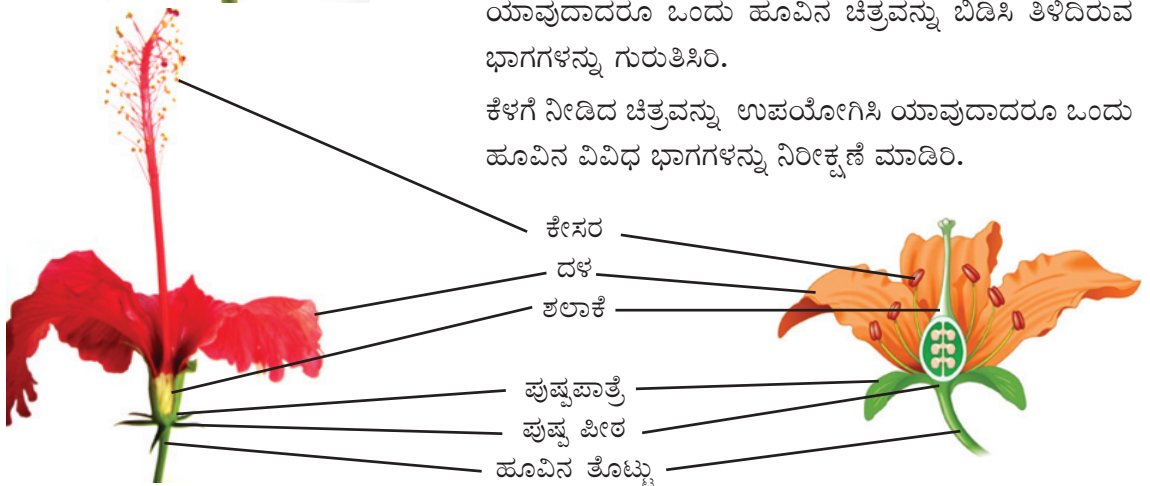 ಯಾವುದಾದರೂ ಒಂದು ಹೂವಿನ ಚಿತ್ರವನ್ನು ಬಿಡಿಸಿ ತಿಳಿದಿರುವ
ಭಾಗಗಳನ್ನು ಗುರುತಿಸಿರಿ.
ಕೆಳಗೆ ನೀಡಿದ ಚಿತ್ರವನ್ನು ಉಪಯೋಗಿಸಿ ಯಾವುದಾದರೂ ಒಂದು
ಹೂವಿನ ವಿವಿಧ ಭಾಗಗಳನ್ನು ನಿರೀಕ್ಷಣೆ ಮಾಡಿರಿ.
ಕೇಸರ
ದಳ
ಶಲಾಕೆ
ಪುಷ್ಪಪಾತ್ರೆ
ಪುಷ್ಪ ಪೀಠ
ಹೂವಿನ ತೊಟ್ಟು